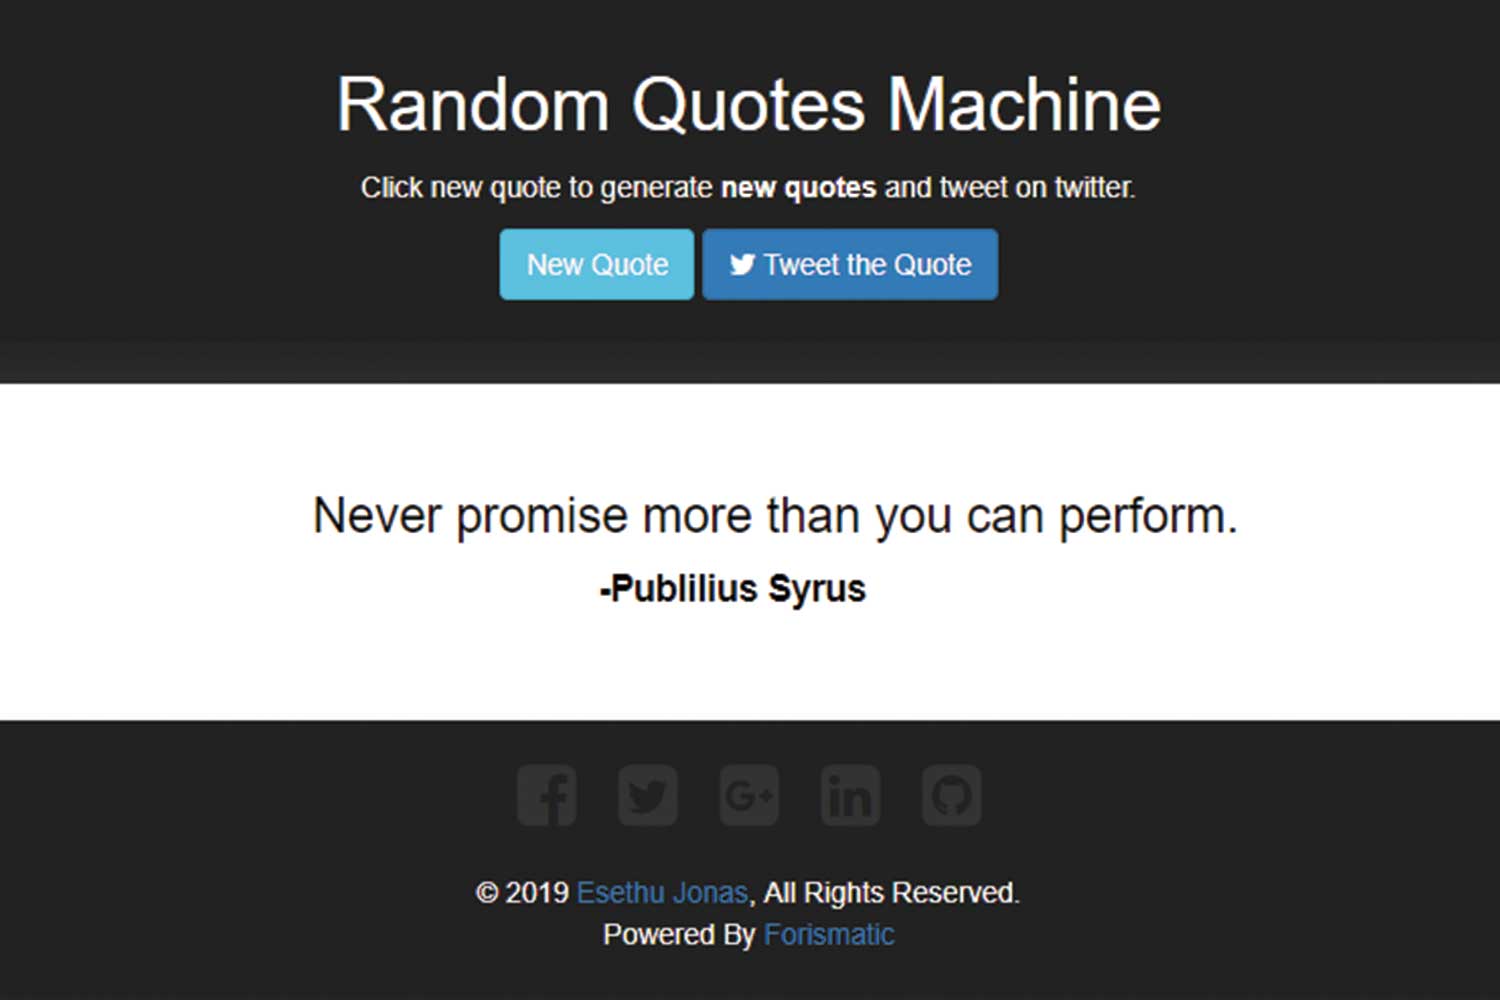 Random Quotes Machine
Click new quote to generate new quotes and tweet on twitter.
New Quote
Tweet the Quote
Never promise more than you can perform.
-Publilius Syrus
G+
in
© 2019 Esethu Jonas, All Rights Reserved.
Powered By Forismatic